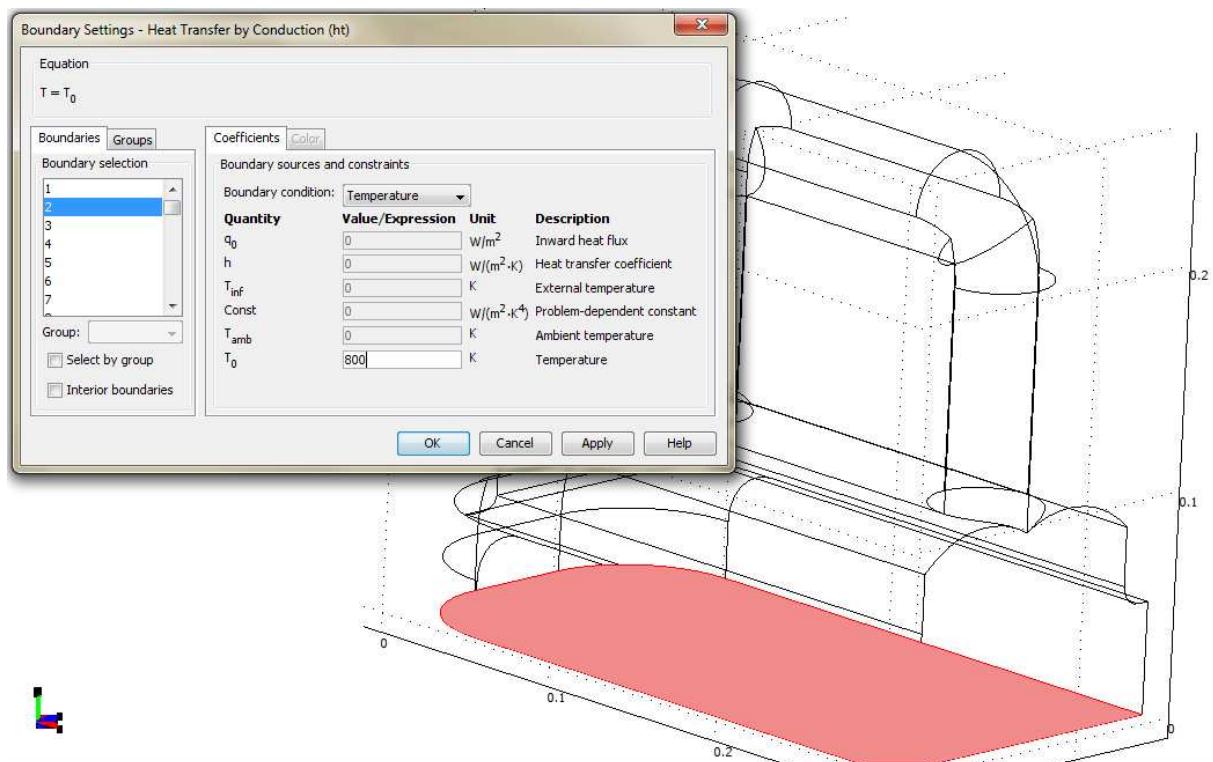 Boundary Settings - Heat Transfer by Conduction (ht)
Equation
T = T0
Boundaries Groups
Boundary selection
1
2
3
4
5
6
7
Group:
Select by group
Interior boundaries
Coefficients Color
Boundary sources and constraints
Boundary condition: Temperature
Quantity Value/Expression Unit Description
q0 0 W/m2 Inward heat flux
h 0 W/(m2·K) Heat transfer coefficient
Tinf 0 K External temperature
Const 0 W/(m2·K4) Problem-dependent constant
Tamb 0 K Ambient temperature
T0 800 K Temperature
OK Cancel Apply Help
0.2
0.1
0
0
0.1
0.2